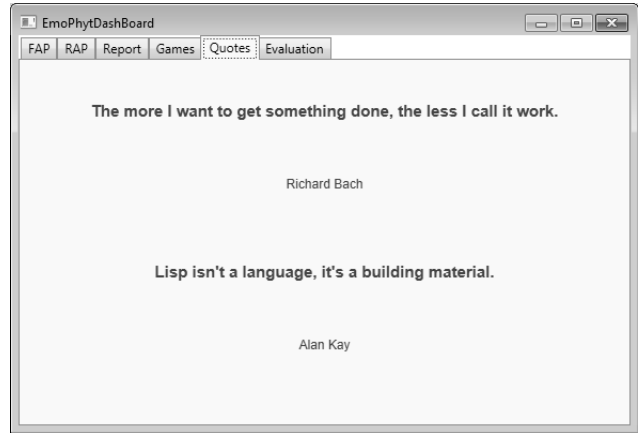 EmoPhytDashBoard
FAP RAP Report Games Quotes Evaluation
The more I want to get something done, the less I call it work.
Richard Bach
Lisp isn't a language, it's a building material.
Alan Kay